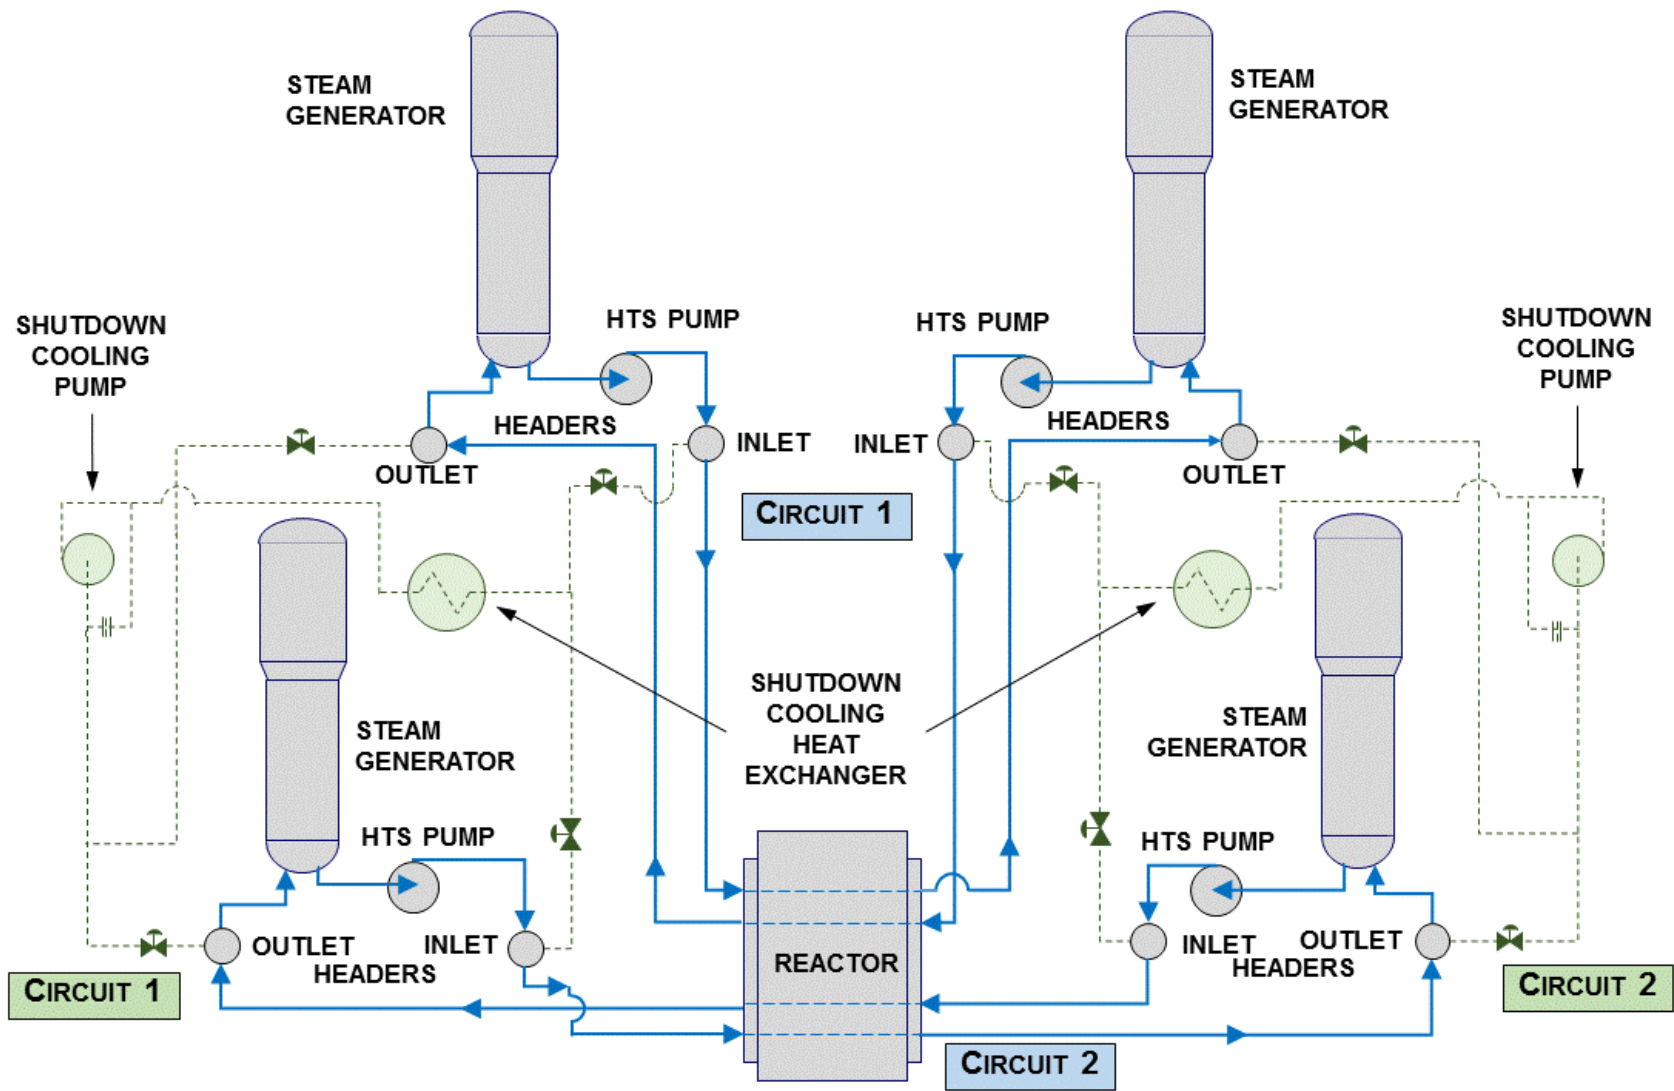 STEAM
GENERATOR
STEAM
GENERATOR
SHUTDOWN
COOLING
PUMP
HTS PUMP
HTS PUMP
SHUTDOWN
COOLING
PUMP
HEADERS
INLET
OUTLET
INLET
HEADERS
OUTLET
CIRCUIT 1
SHUTDOWN
COOLING
HEAT
EXCHANGER
STEAM
GENERATOR
STEAM
GENERATOR
HTS PUMP
HTS PUMP
OUTLET
HEADERS
INLET
REACTOR
INLET
HEADERS
OUTLET
CIRCUIT 1
CIRCUIT 2
CIRCUIT 2